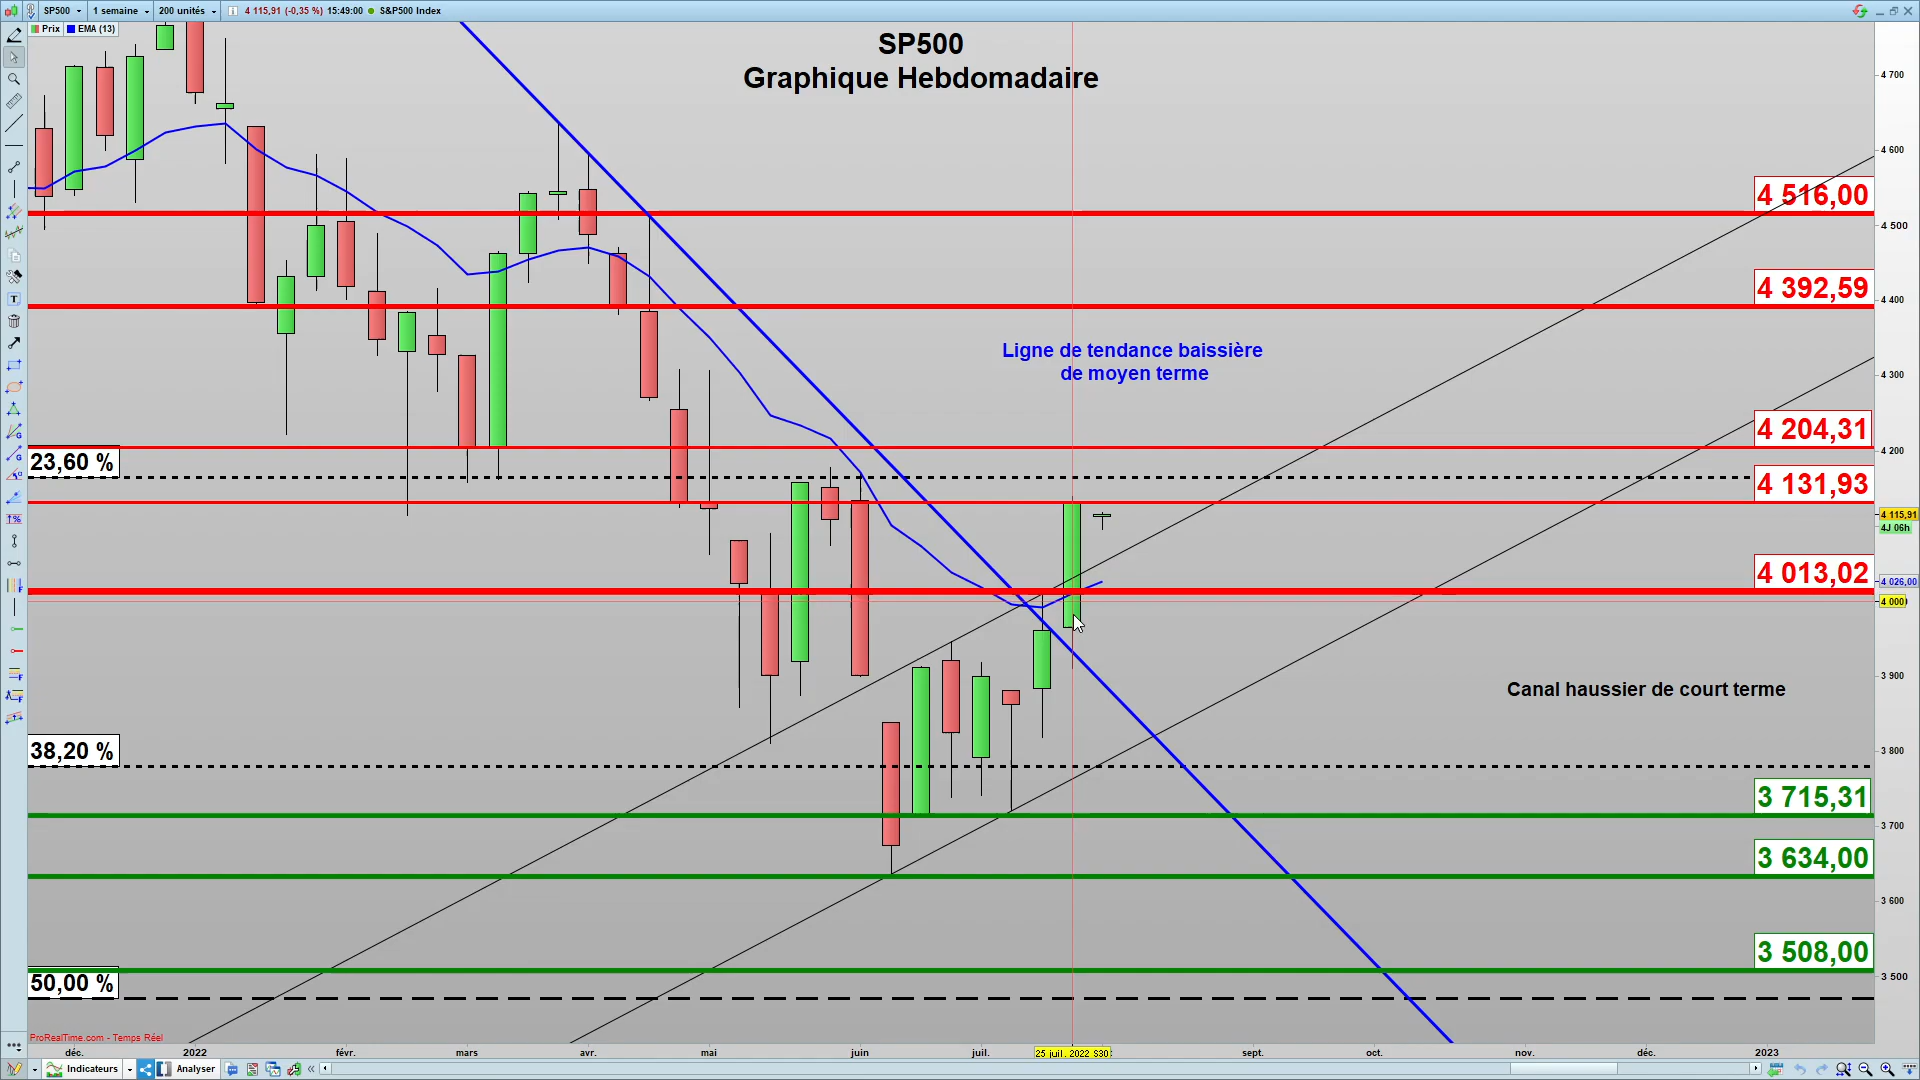 SP500 1 semaine 200 unités 4 115,91 (-0,35 %) 15:49:00 S&P500 Index
Prix EMA (13)
SP500
Graphique Hebdomadaire
4 700
4 600
4 516,00
4 500
4 400
4 392,59
Ligne de tendance baissière
de moyen terme
4 300
4 204,31
4 200
23,60 %
4 131,93
4 115,91
4J 06h
4 013,02
4 026,00
4 000
Canal haussier de court terme
3 900
38,20 %
3 800
3 715,31
3 700
3 634,00
3 600
3 508,00
3 500
50,00 %
ProRealTime.com - Temps Réel
déc. 2022 févr. mars avr. mai juin juil. 25 juil. 2022 S30 sept. oct. nov. déc. 2023
Indicateurs Analyser